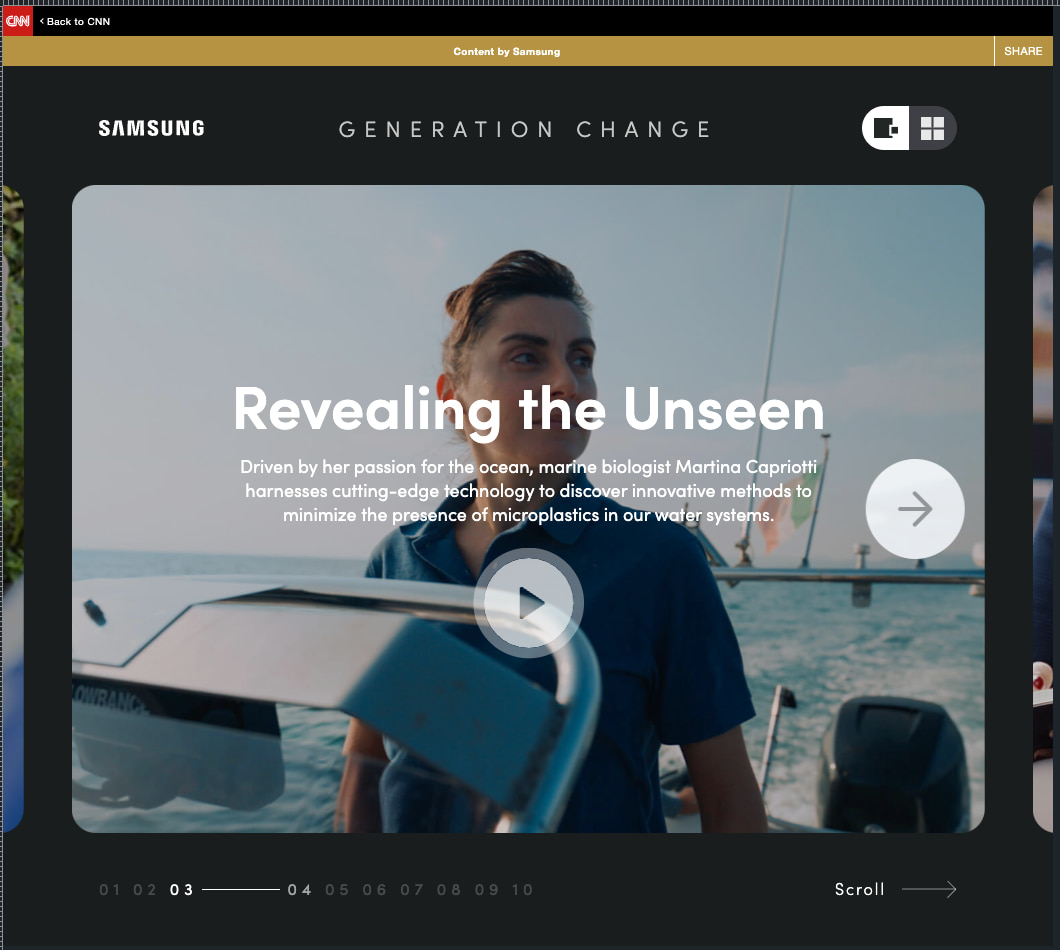 CNN
‹ Back to CNN
Content by Samsung
SHARE
SAMSUNG
GENERATION CHANGE
Revealing the Unseen
Driven by her passion for the ocean, marine biologist Martina Capriotti
harnesses cutting-edge technology to discover innovative methods to
minimize the presence of microplastics in our water systems.
LOWRANCE
01 02 03 04 05 06 07 08 09 10
Scroll